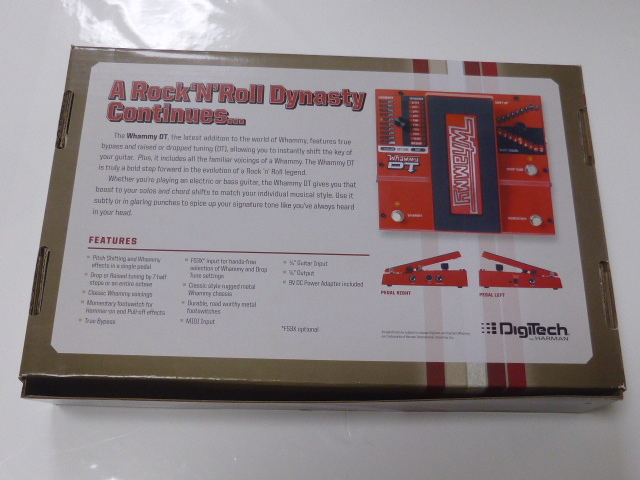 A Rock'N'Roll Dynasty
Continues...
The Whammy DT, the latest addition to the world of Whammy, features true
bypass and raised or dropped tuning (DT), allowing you to instantly shift the key of
your guitar. Plus, it includes all the familiar voicings of a Whammy. The Whammy DT
is truly a bold step forward in the evolution of a Rock 'n' Roll legend.
Whether you're playing an electric or bass guitar, the Whammy DT gives you that
boost to your solos and chord shifts to match your individual musical style. Use it
subtly or in glaring punches to spice up your signature tone like you've always heard
in your head.
FEATURES
Pitch Shifting and Whammy
effects in a single pedal
Drop or Raised tuning by 7 half
steps or an entire octave
Classic Whammy voicings
Momentary footswitch for
Hammer-on and Pull-off effects
True Bypass
FS3X* input for hands-free
selection of Whammy and Drop
Tune settings
Classic style rugged metal
Whammy chassis
Durable, road worthy metal
footswitches
MIDI Input
¼" Guitar Input
¼" Output
9V DC Power Adapter included
*FS3X optional
Whammy
DT
WHAMMY
PEDAL RIGHT
PEDAL LEFT
DigiTech
by HARMAN